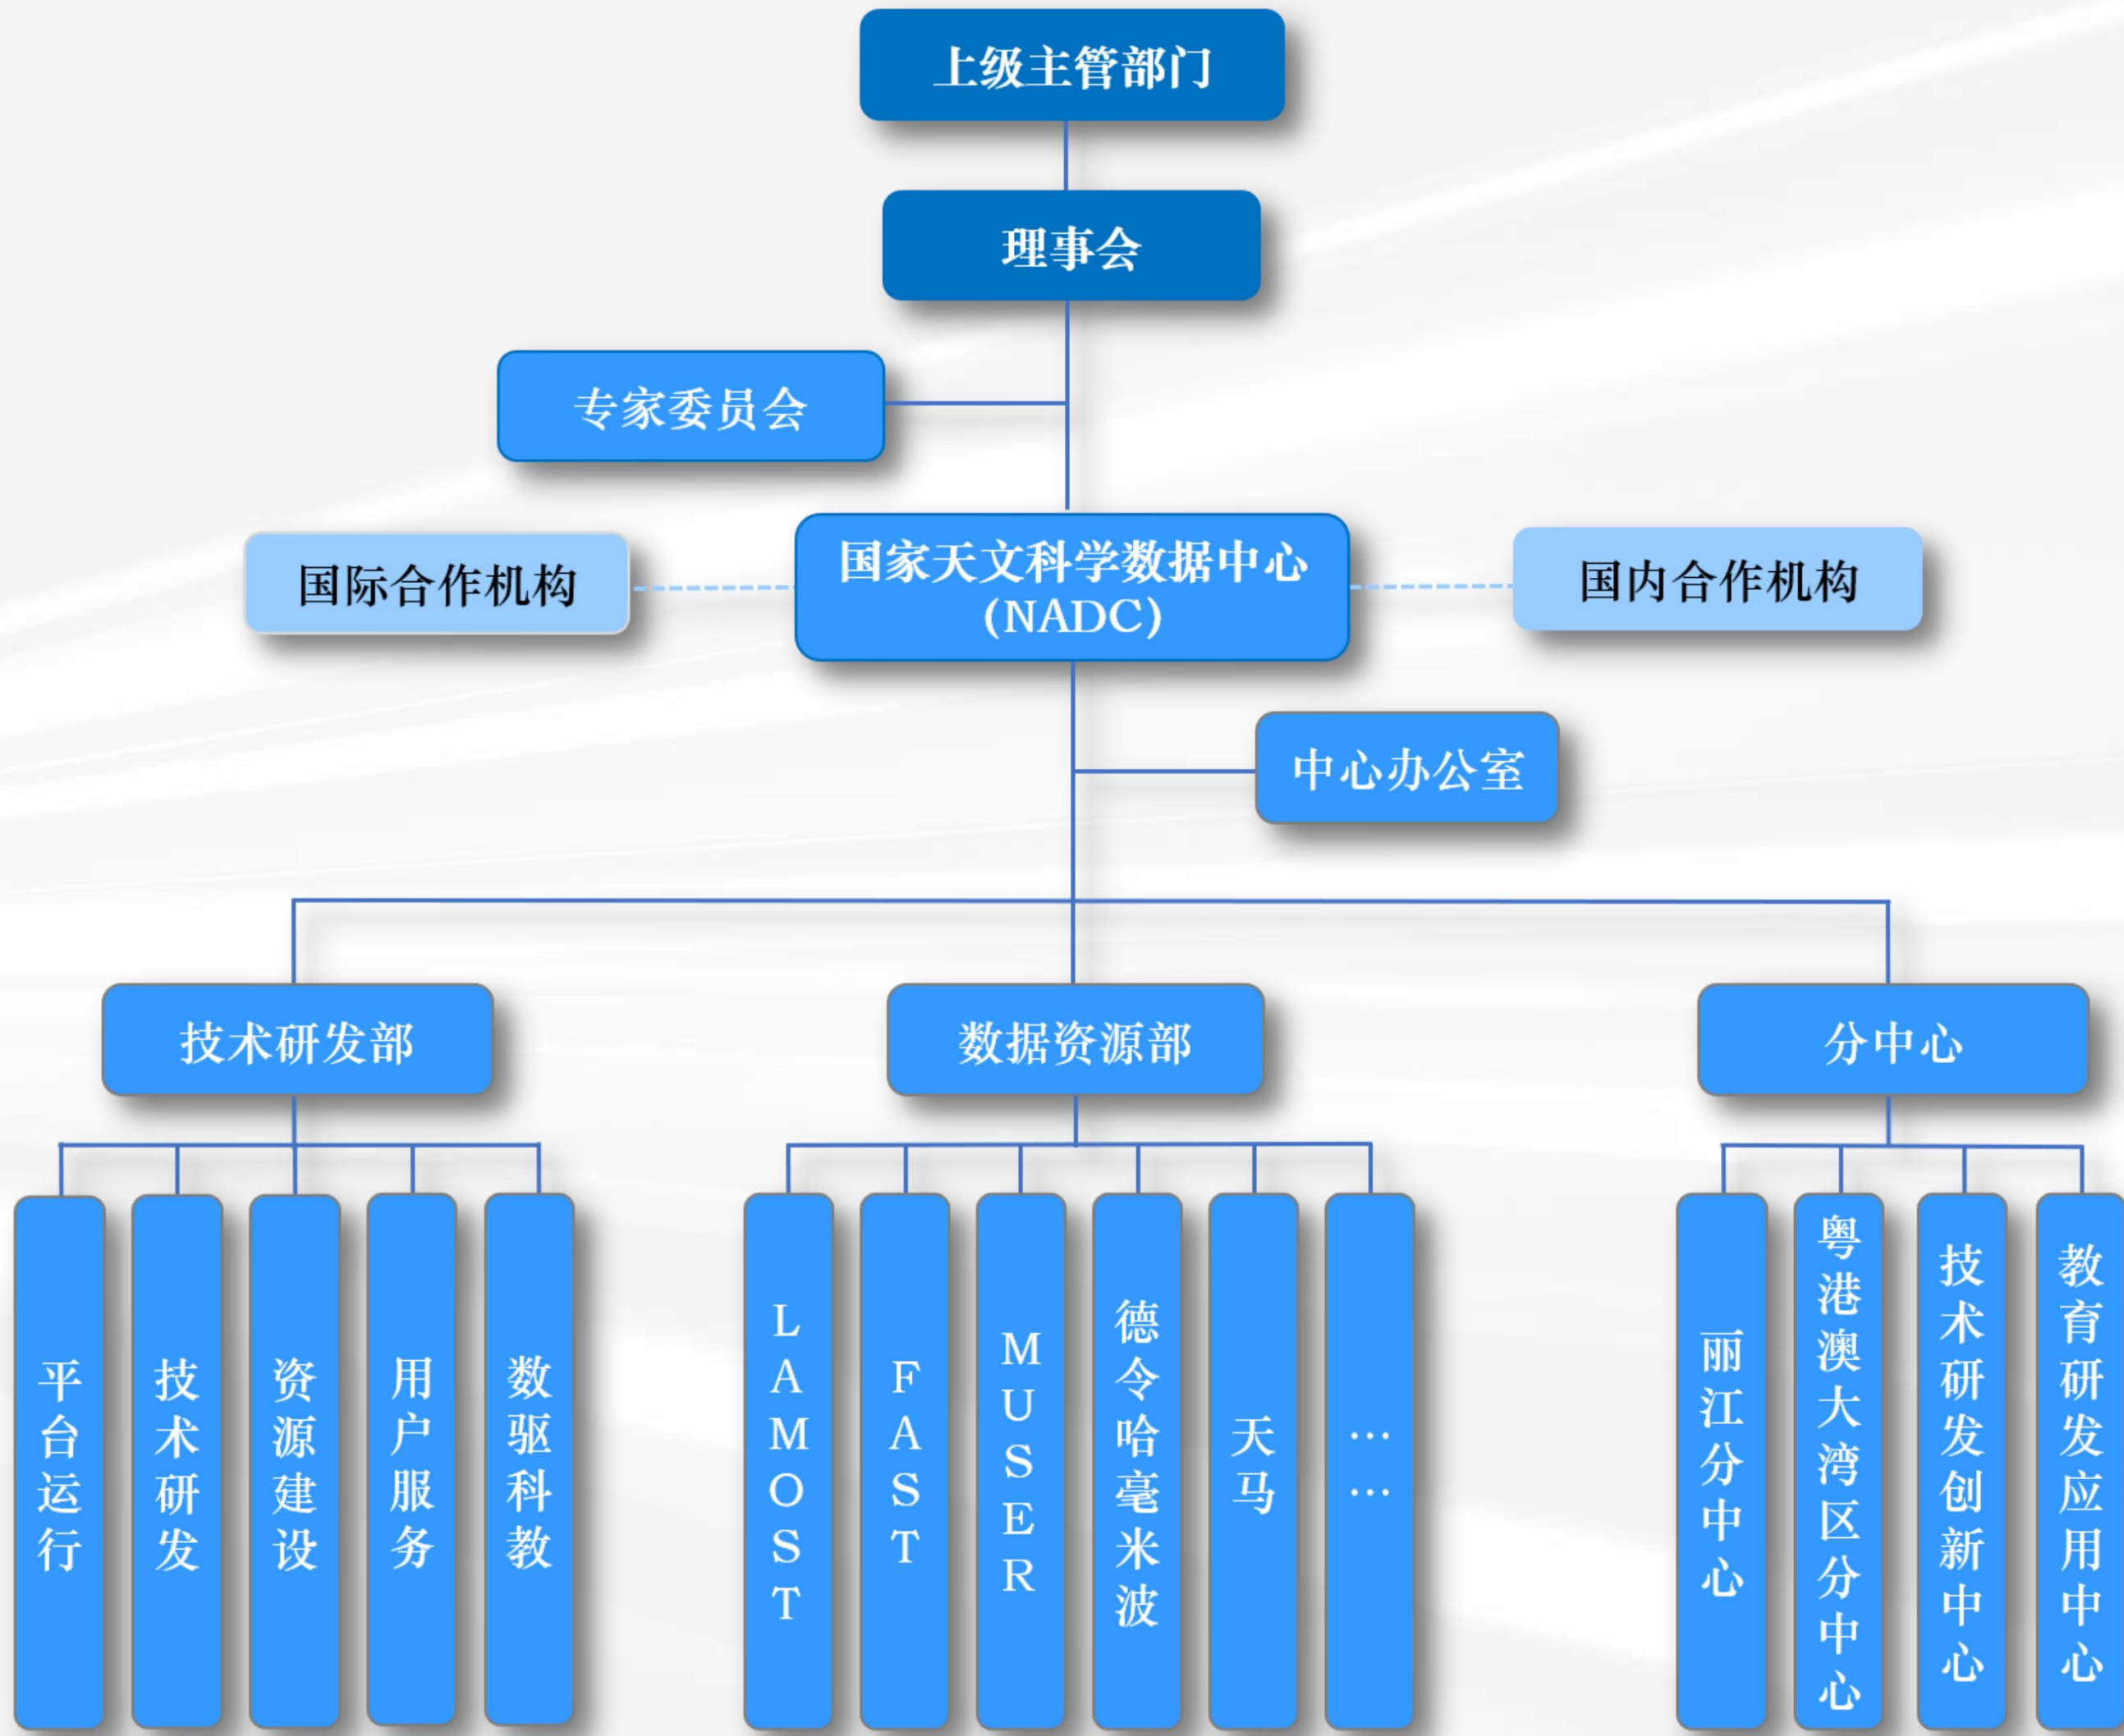 上级主管部门
理事会
专家委员会
国际合作机构
国家天文科学数据中心
(NADC)
国内合作机构
中心办公室
技术研发部
数据资源部
分中心
平台运行
技术研发
资源建设
用户服务
数驱科教
LAMOST
FAST
MUSER
德令哈毫米波
天马
……
丽江分中心
粤港澳大湾区分中心
技术研发创新中心
教育研发应用中心